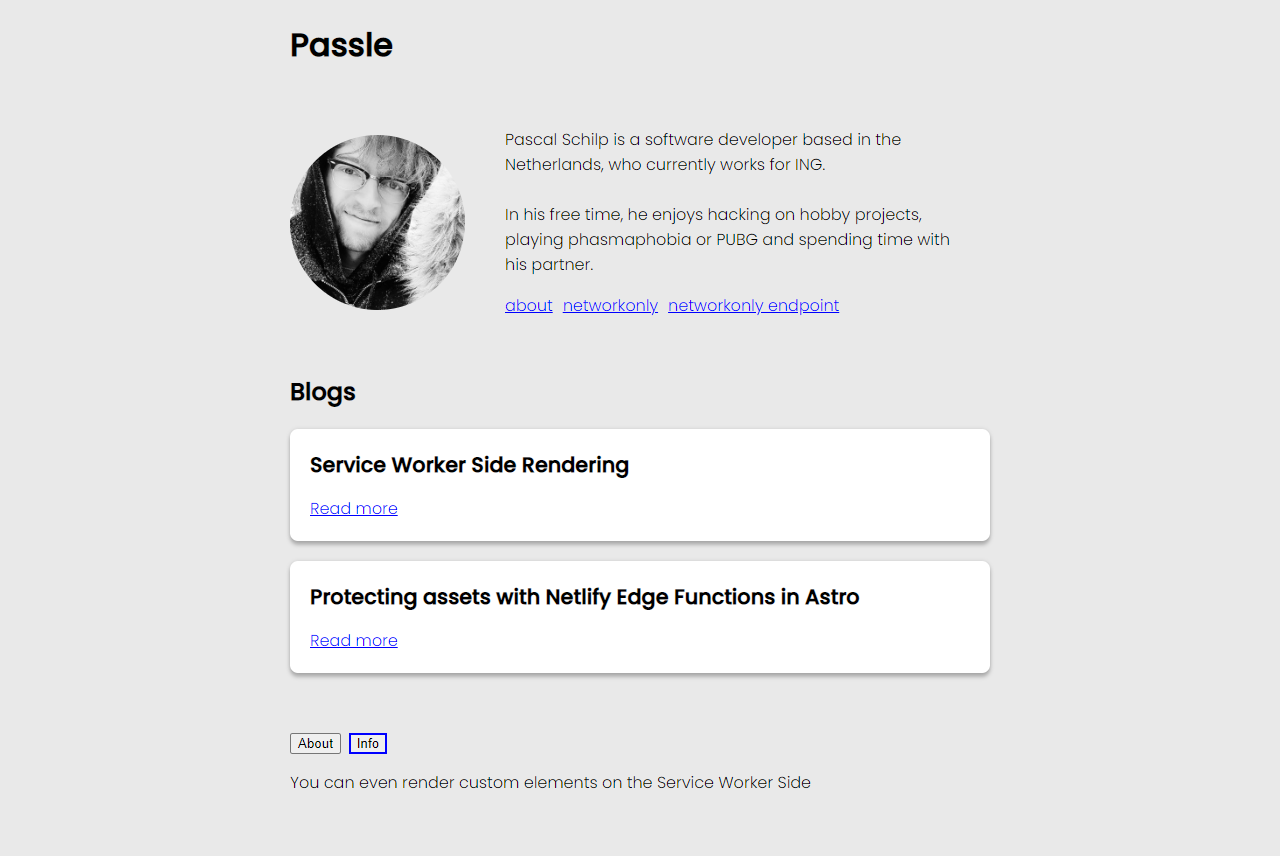 Passle
Pascal Schilp is a software developer based in the
Netherlands, who currently works for ING.
In his free time, he enjoys hacking on hobby projects,
playing phasmaphobia or PUBG and spending time with
his partner.
about networkonly networkonly endpoint
Blogs
Service Worker Side Rendering
Read more
Protecting assets with Netlify Edge Functions in Astro
Read more
About Info
You can even render custom elements on the Service Worker Side